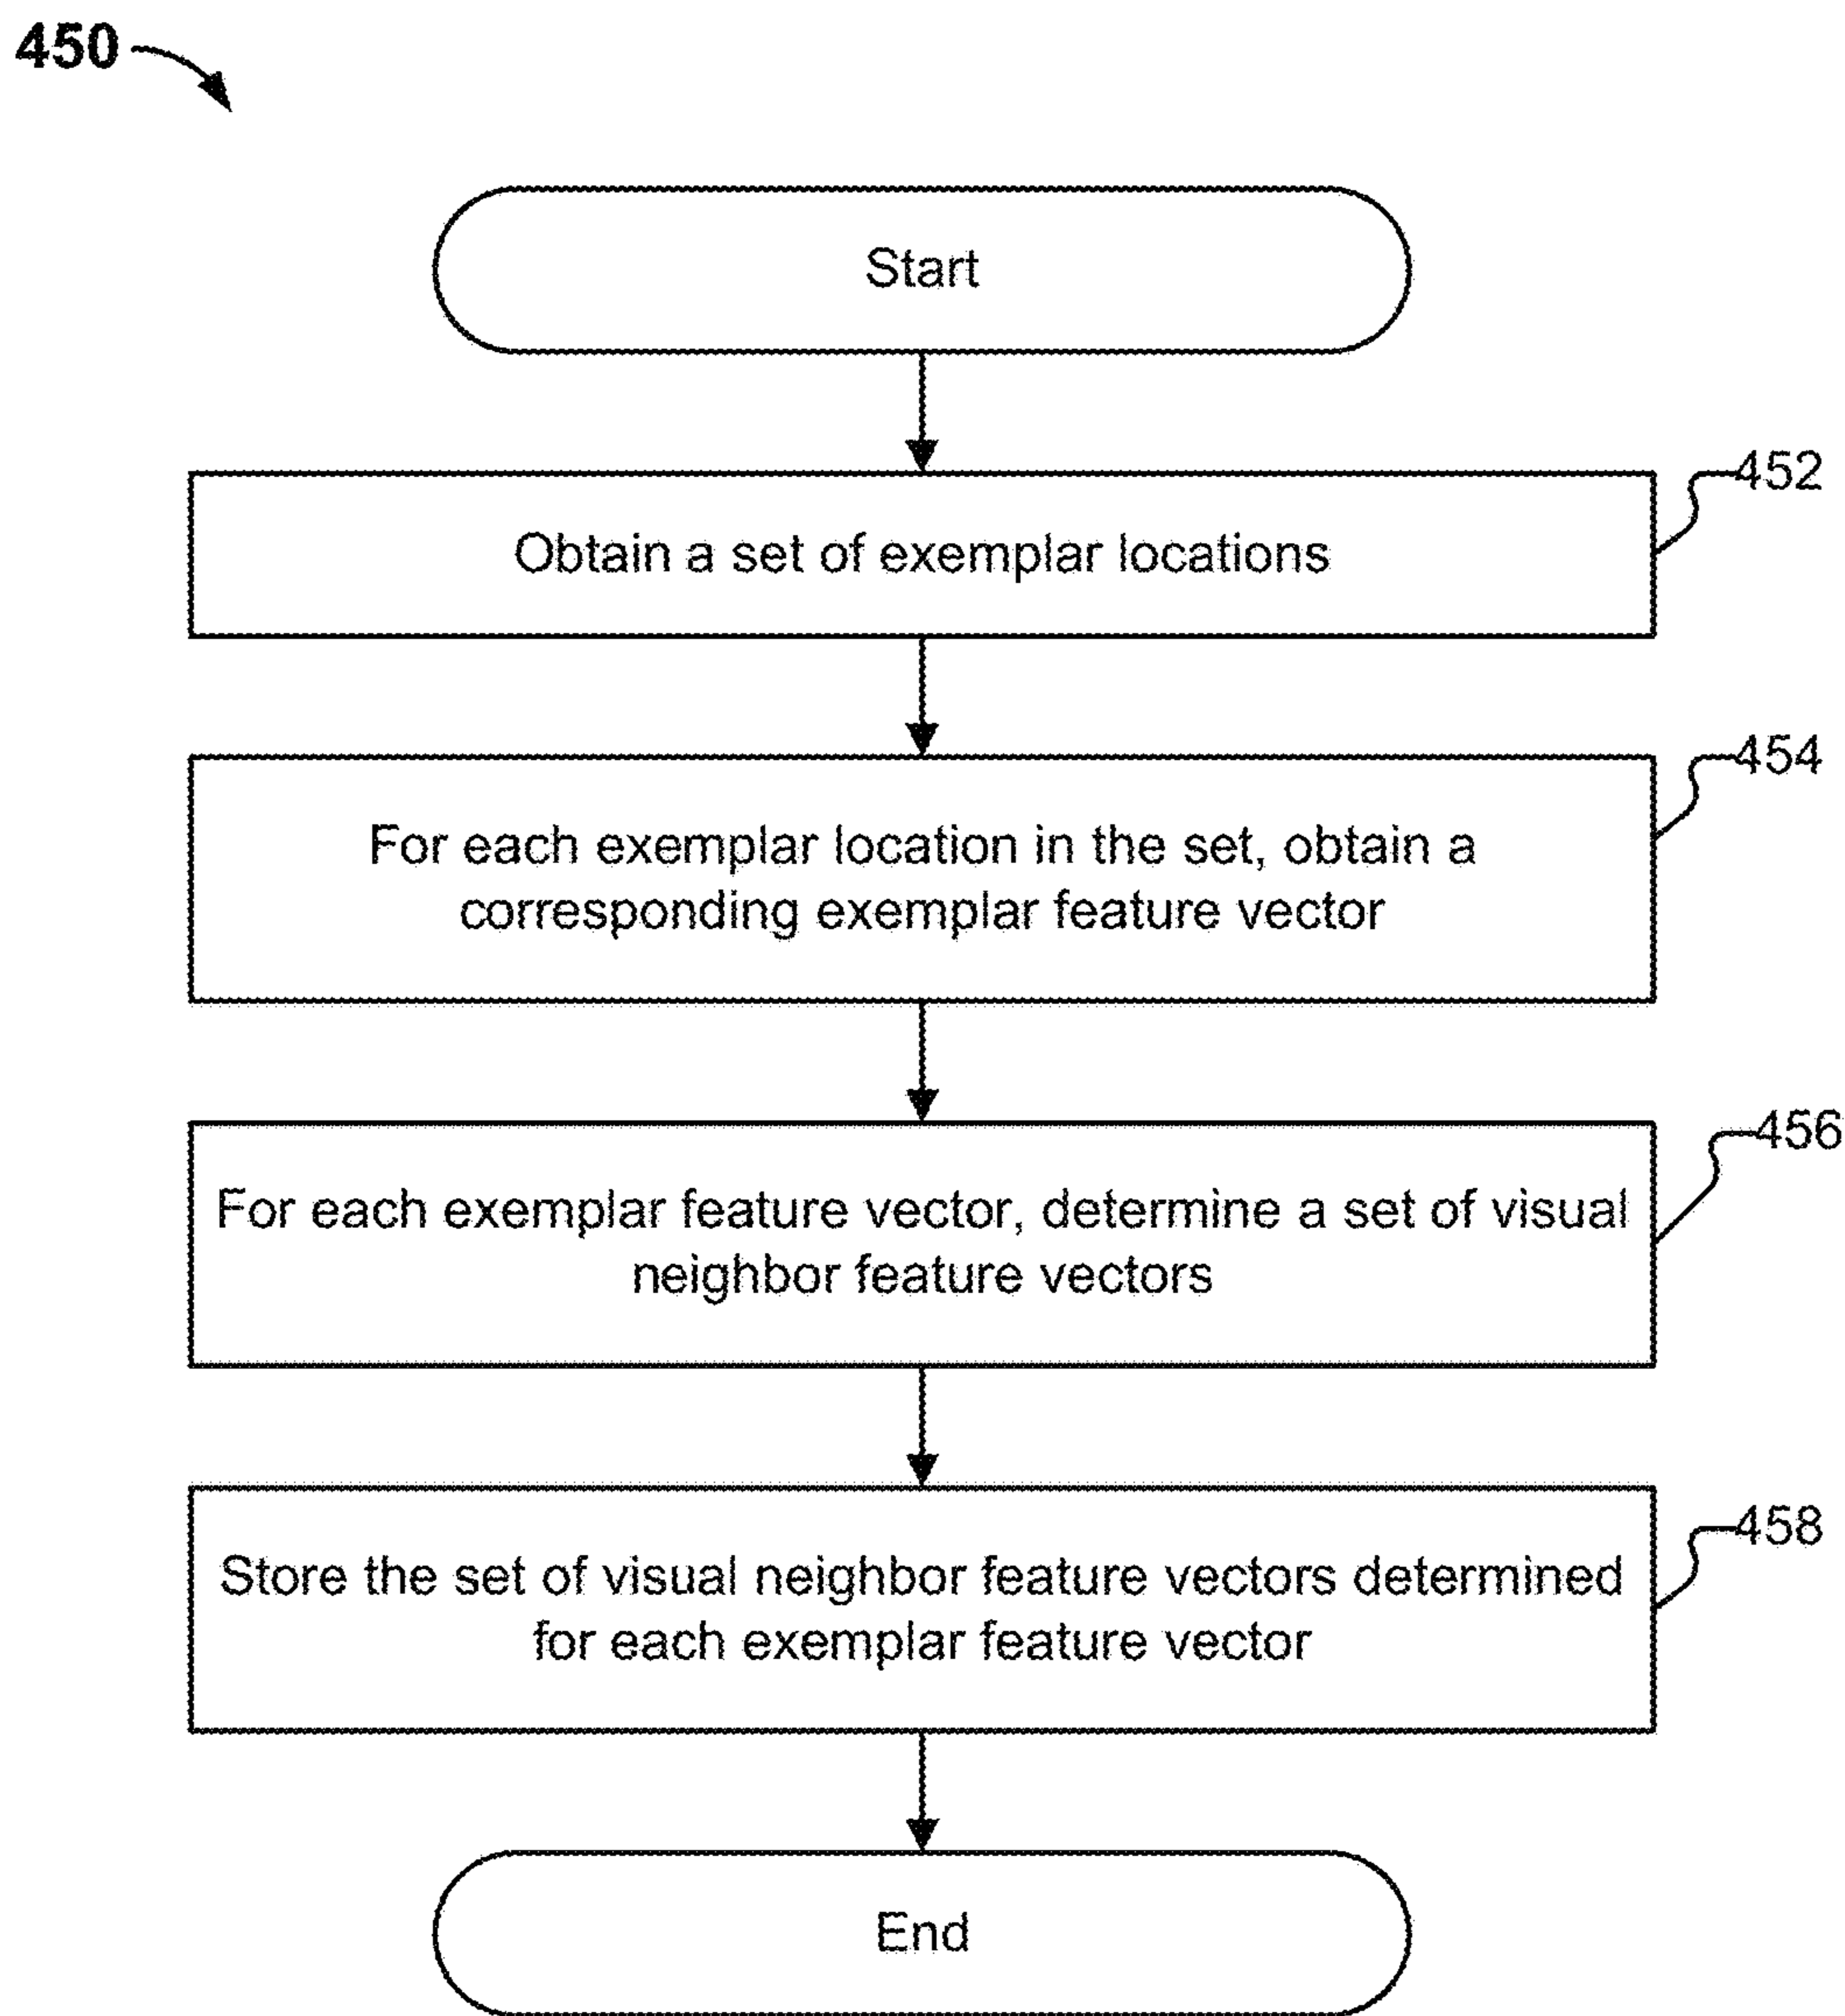 450
Start
452
Obtain a set of exemplar locations
454
For each exemplar location in the set, obtain a
corresponding exemplar feature vector
456
For each exemplar feature vector, determine a set of visual
neighbor feature vectors
458
Store the set of visual neighbor feature vectors determined
for each exemplar feature vector
End